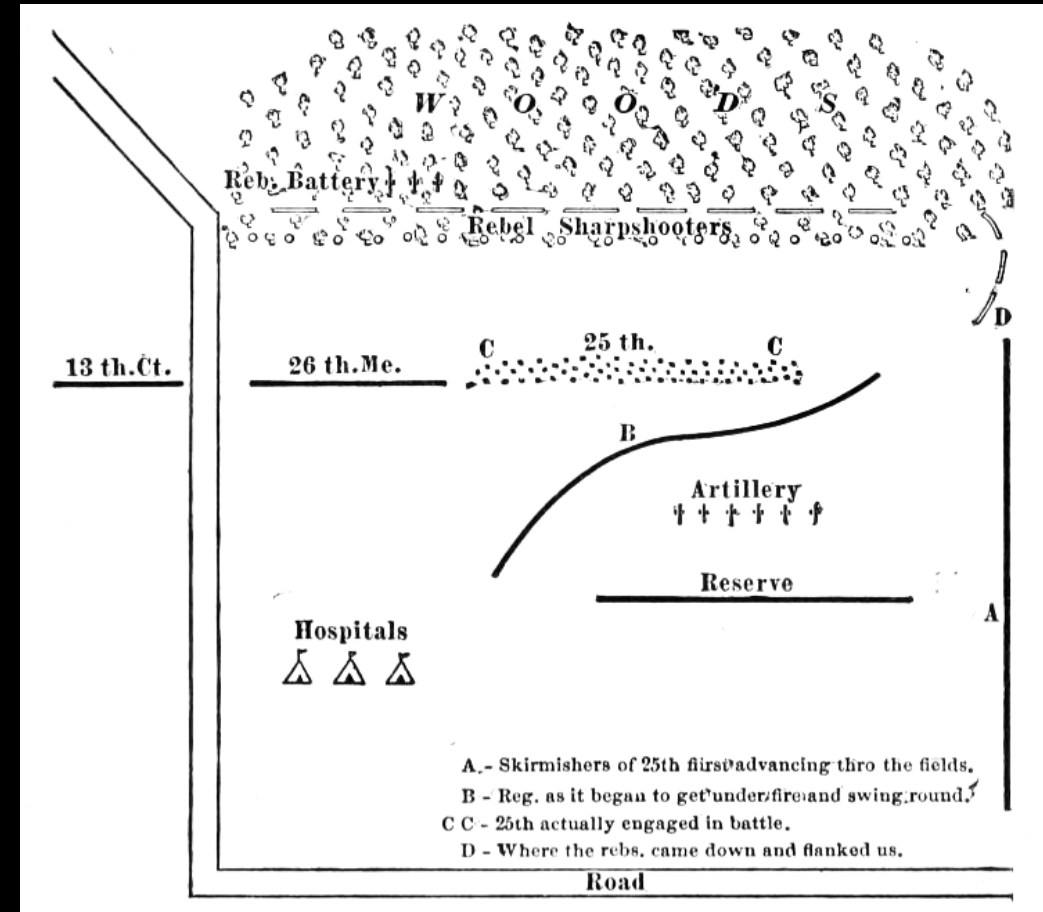 W O O D S
Reb. Battery
Rebel Sharpshooters
D
13 th.Ct.
26 th.Me.
C 25 th. C
B
Artillery
Reserve
A
Hospitals
A.- Skirmishers of 25th fiirst advancing thro the fields.
B - Reg. as it began to get under fire and swing round.
C C - 25th actually engaged in battle.
D - Where the rebs. came down and flanked us.
Road